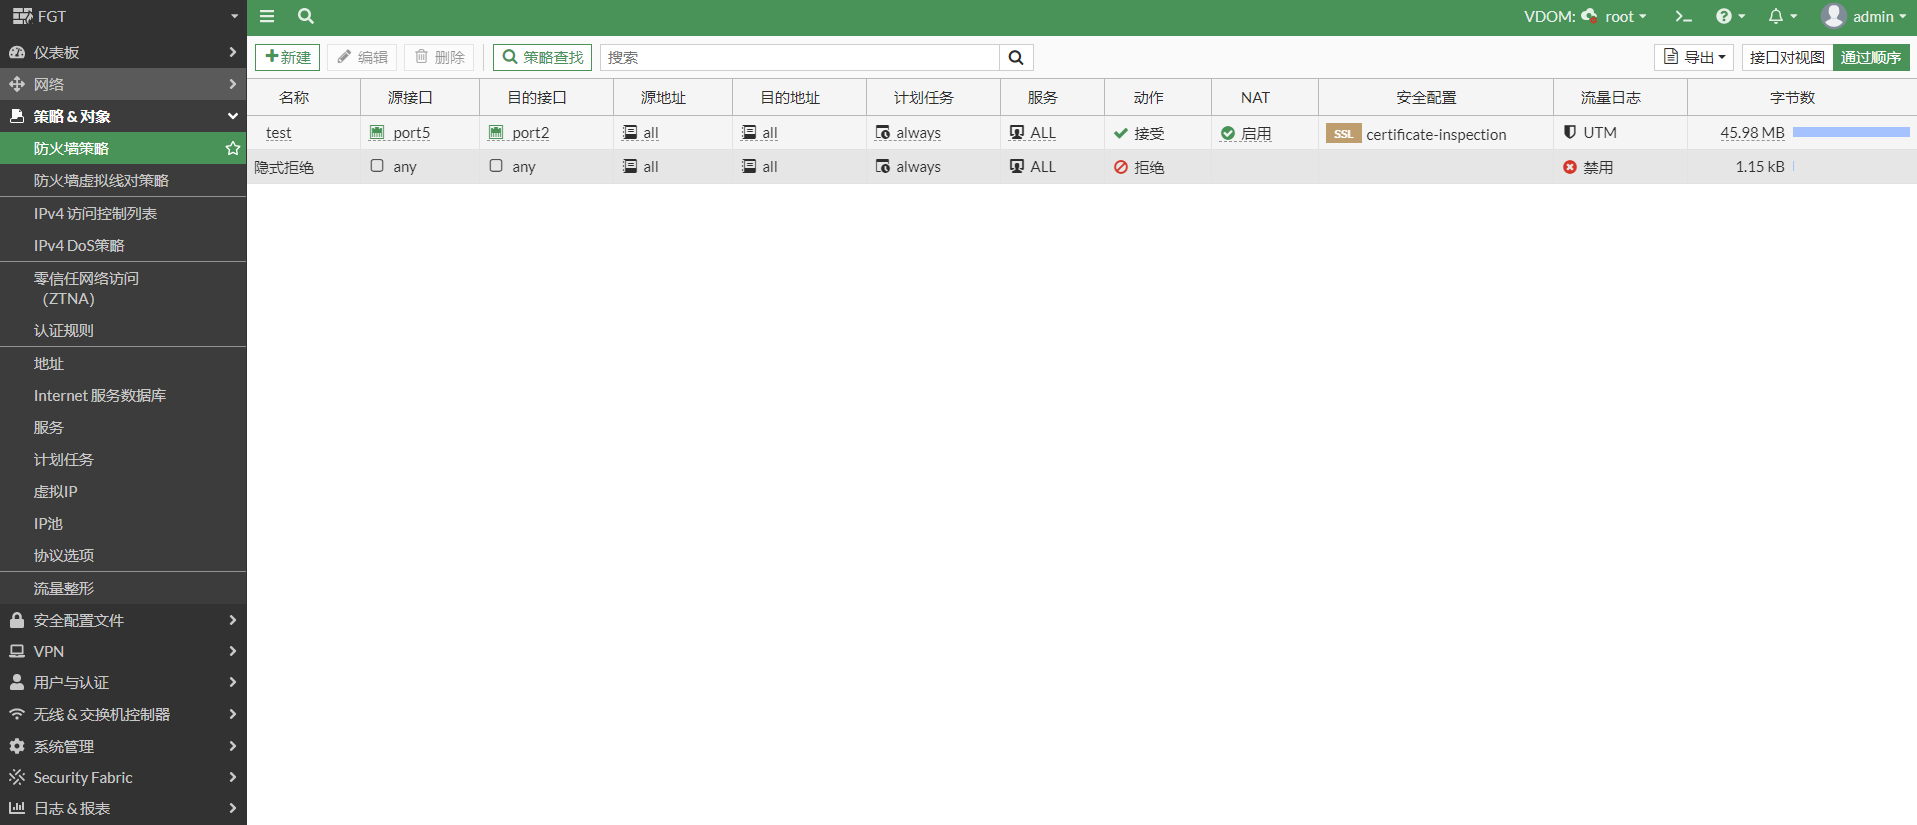 FGT
VDOM: root admin
仪表板
网络
策略 & 对象
防火墙策略
防火墙虚拟线对策略
IPv4 访问控制列表
IPv4 DoS策略
零信任网络访问
（ZTNA）
认证规则
地址
Internet 服务数据库
服务
计划任务
虚拟IP
IP池
协议选项
流量整形
安全配置文件
VPN
用户与认证
无线 & 交换机控制器
系统管理
Security Fabric
日志 & 报表
新建 编辑 删除 策略查找 搜索 导出 接口对视图 通过顺序
名称 源接口 目的接口 源地址 目的地址 计划任务 服务 动作 NAT 安全配置 流量日志 字节数
test port5 port2 all all always ALL 接受 启用 SSL certificate-inspection UTM 45.98 MB
隐式拒绝 any any all all always ALL 拒绝 禁用 1.15 kB